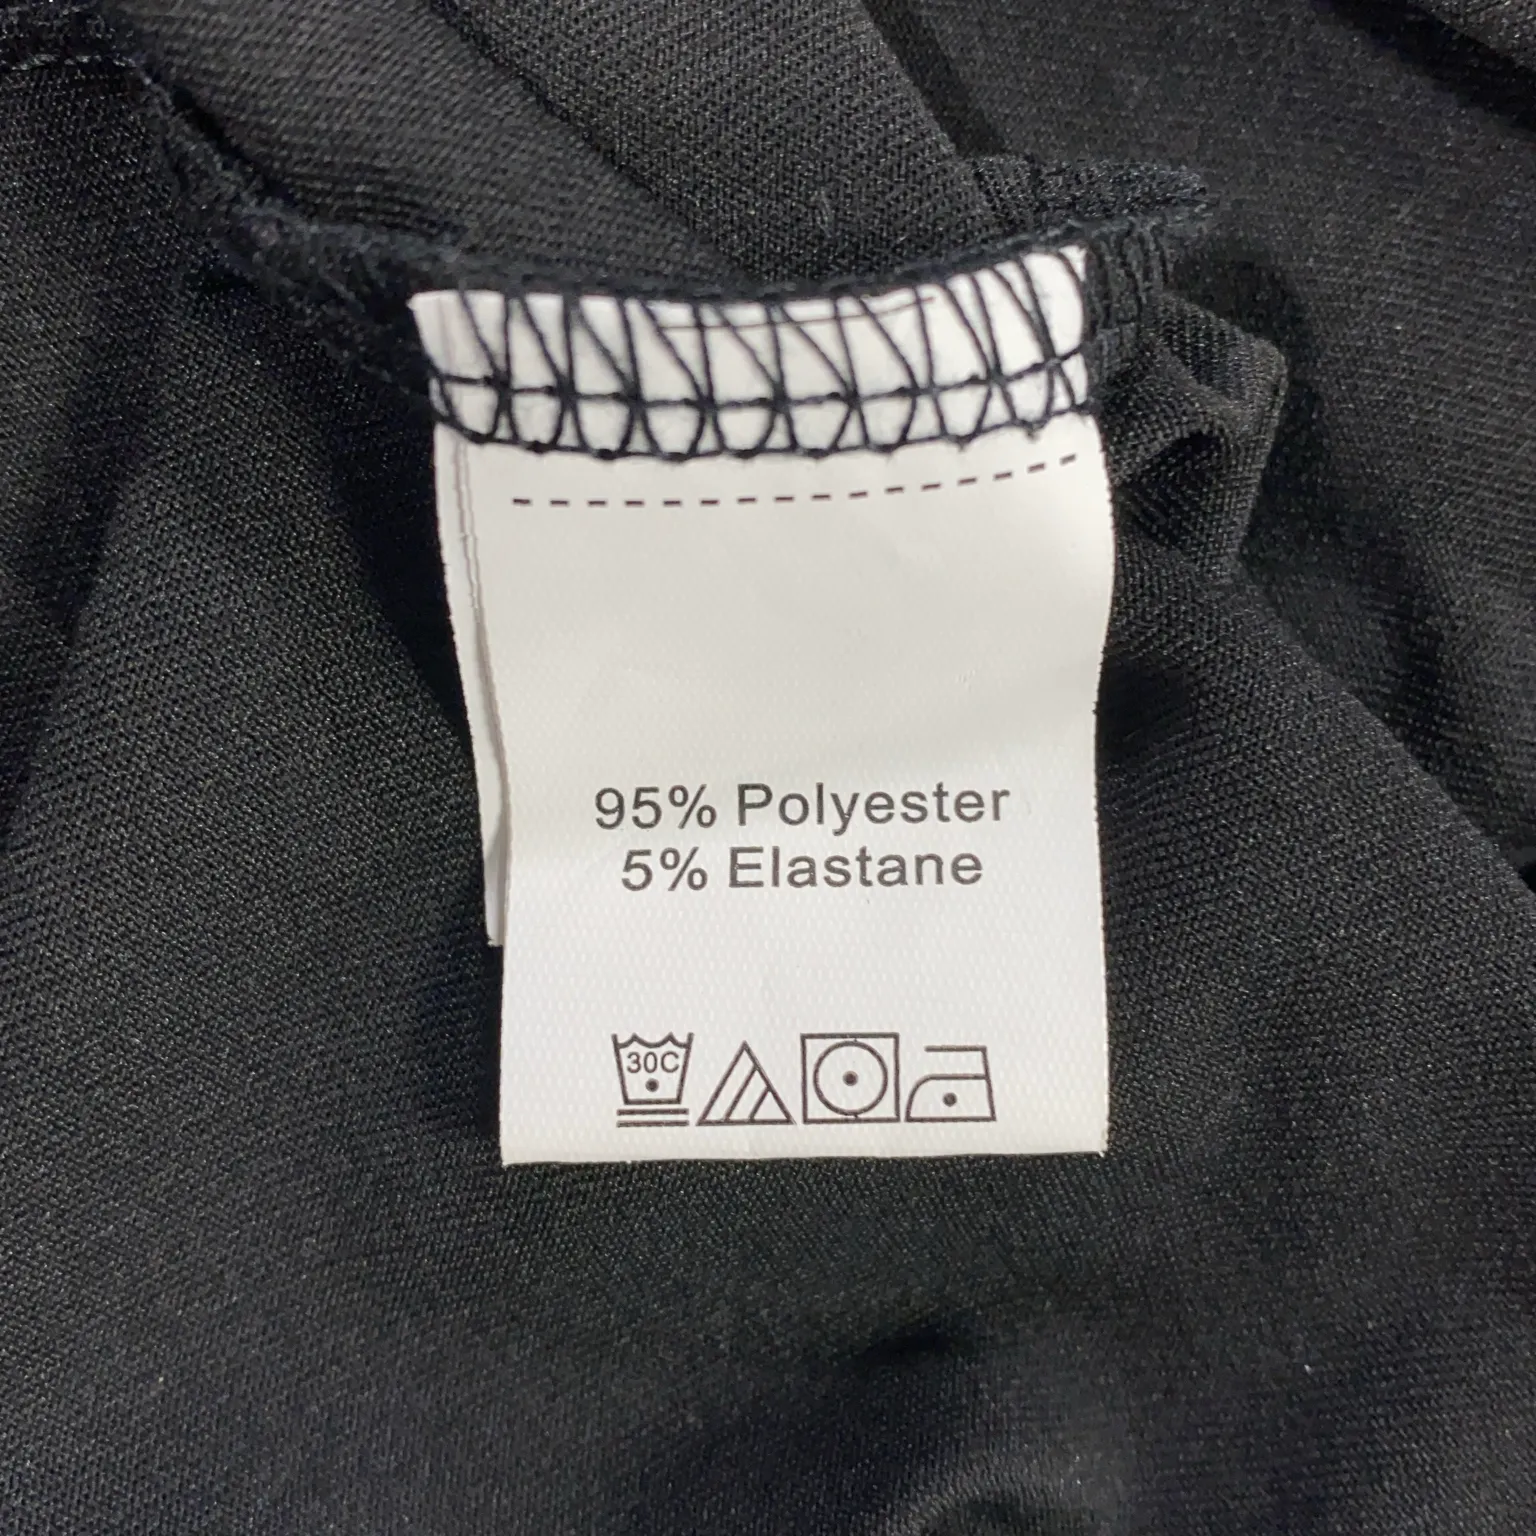 95% Polyester
5% Elastane
30C